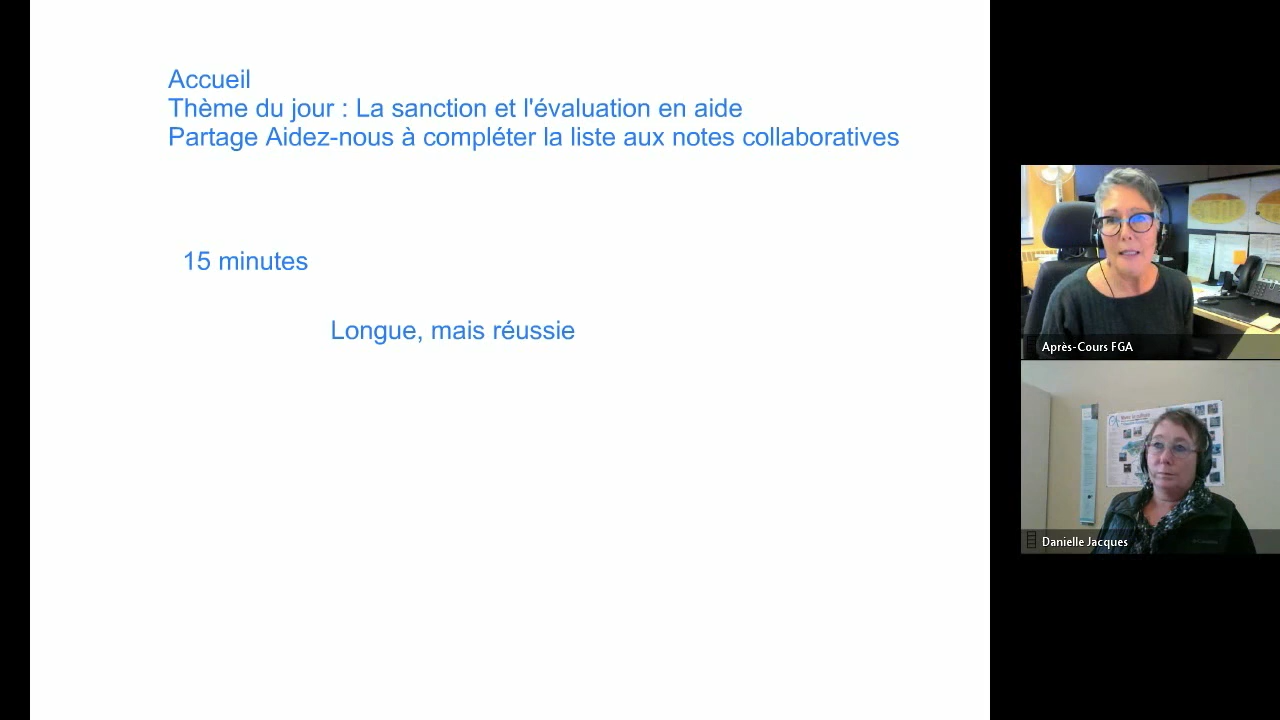 Accueil
Thème du jour : La sanction et l'évaluation en aide
Partage Aidez-nous à compléter la liste aux notes collaboratives
15 minutes
Longue, mais réussie
Après-Cours FGA
Danielle Jacques